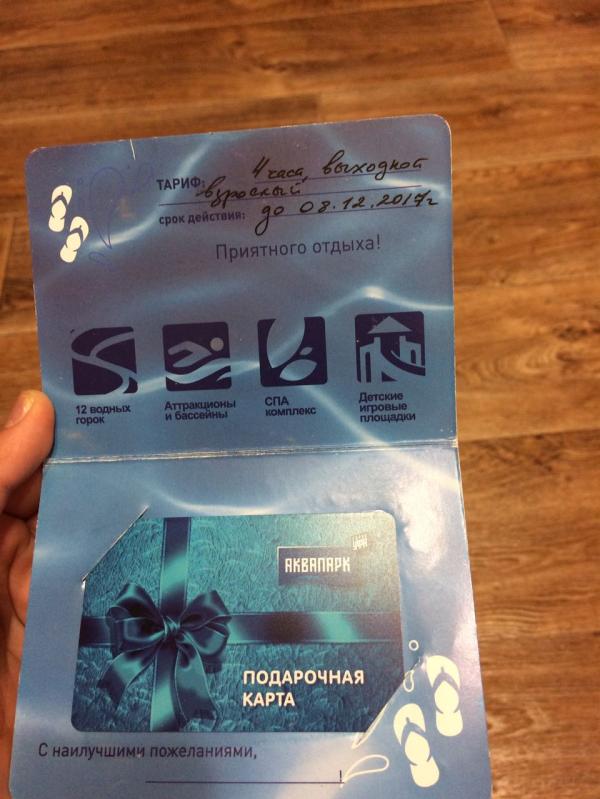 ТАРИФ: 4 часа, выходной
взрослый
срок действия: до 08.12.2017г
Приятного отдыха!
12 водных
горок
Аттракционы
и бассейны
СПА
комплекс
Детские
игровые
площадки
АКВАПАРК
ПОДАРОЧНАЯ
КАРТА
С наилучшими пожеланиями,
!